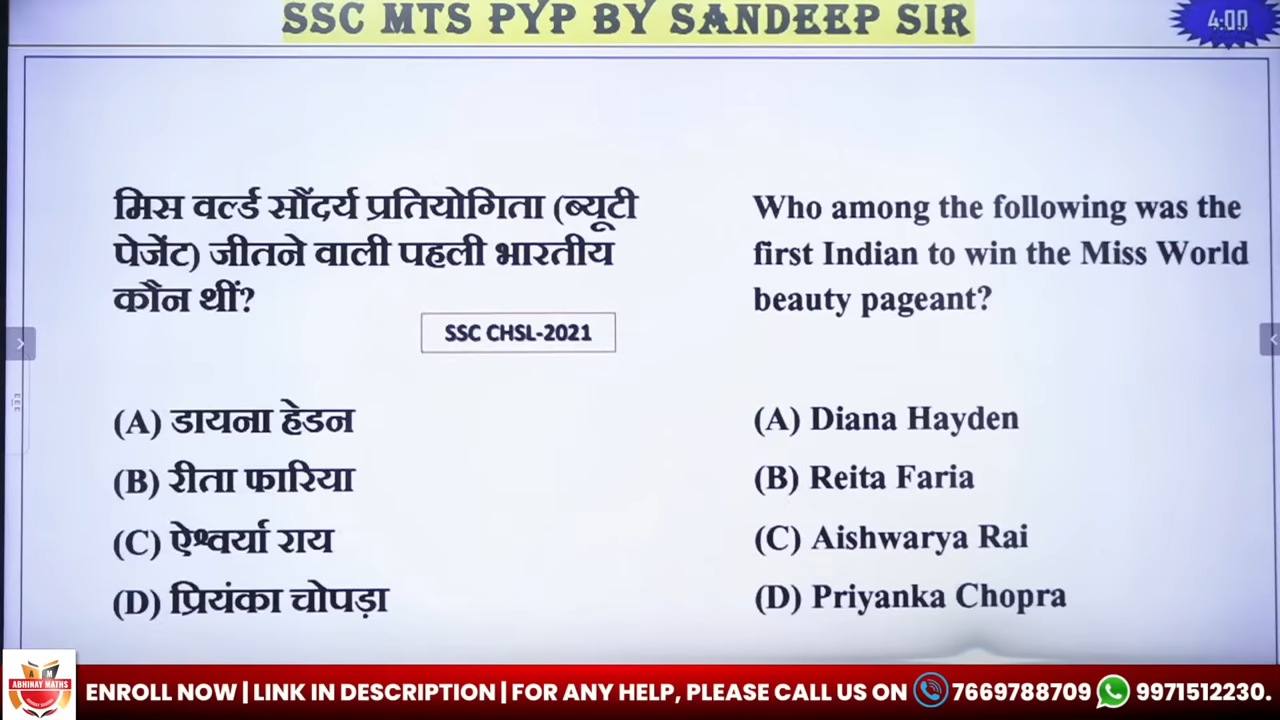 SSC MTS PYP BY SANDEEP SIR
4:00
मिस वर्ल्ड सौंदर्य प्रतियोगिता (ब्यूटी
पेजेंट) जीतने वाली पहली भारतीय
कौन थीं?
SSC CHSL-2021
(A) डायना हेडन
(B) रीता फारिया
(C) ऐश्वर्या राय
(D) प्रियंका चोपड़ा
Who among the following was the
first Indian to win the Miss World
beauty pageant?
(A) Diana Hayden
(B) Reita Faria
(C) Aishwarya Rai
(D) Priyanka Chopra
A M
ABHINAY MATHS
ENROLL NOW | LINK IN DESCRIPTION | FOR ANY HELP, PLEASE CALL US ON 7669788709 9971512230.